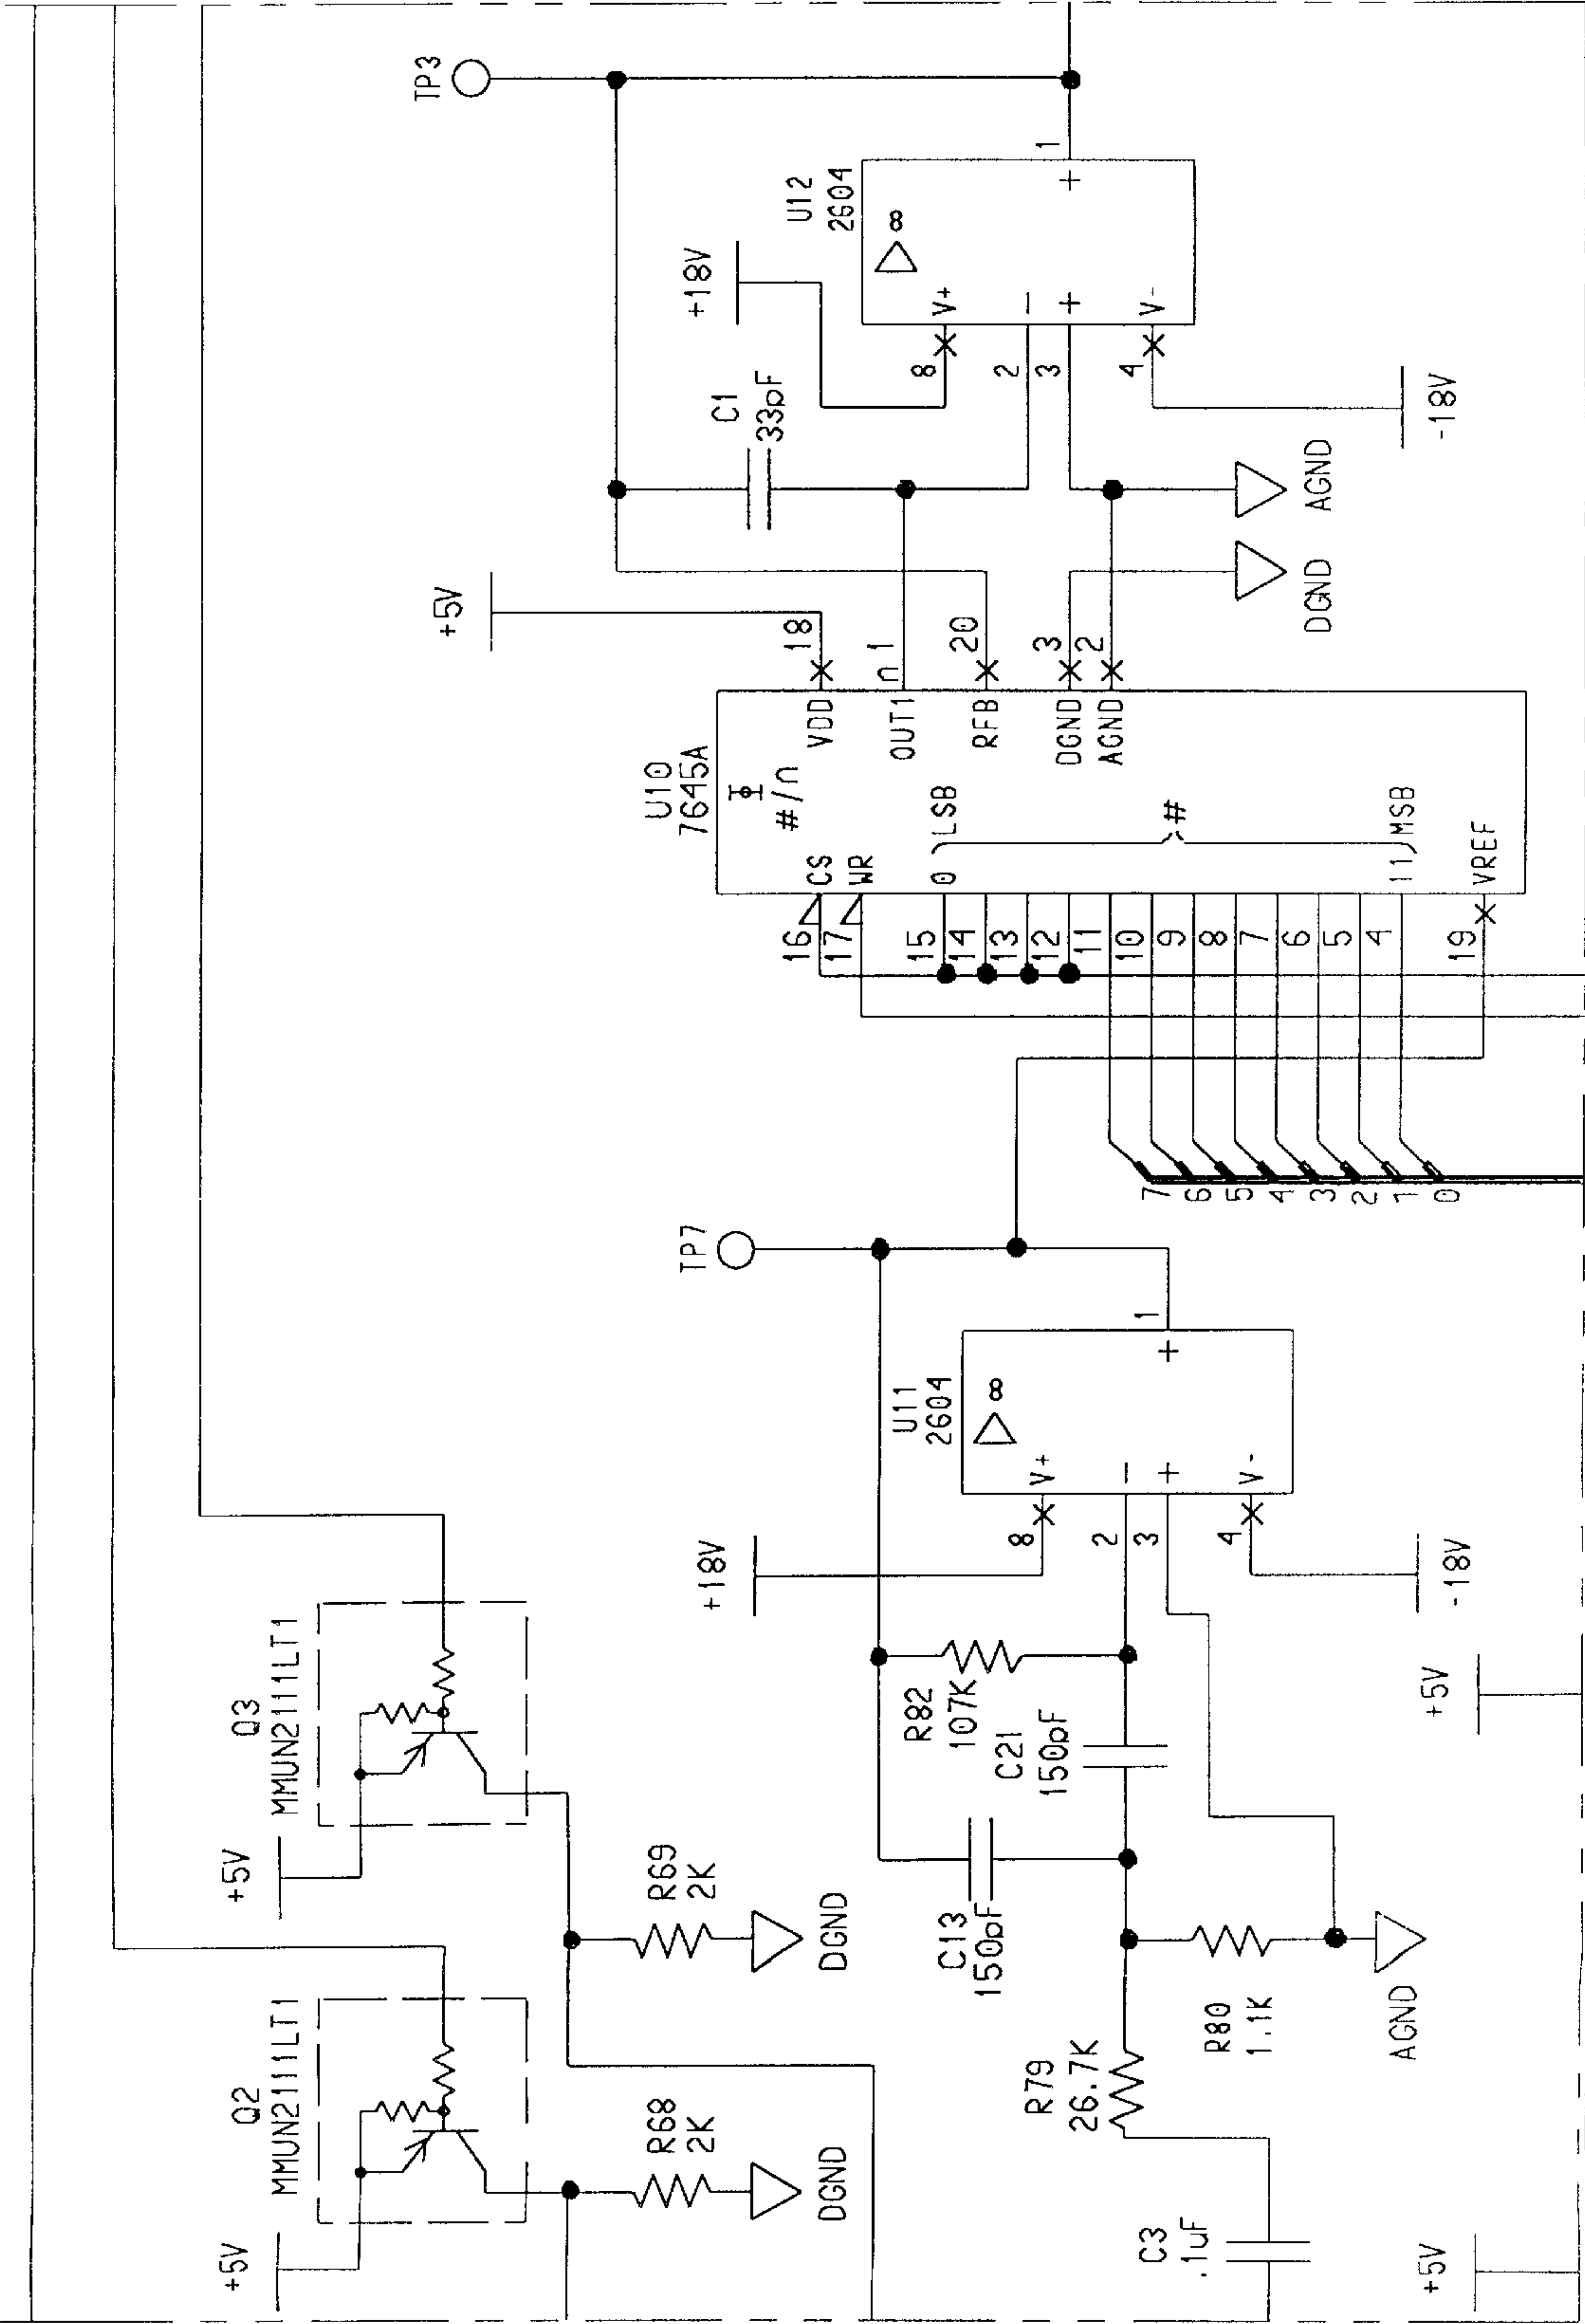 TP3
U12
2604
8
+18V
V+
8
-
2
+
3
V-
4
+
1
-18V
C1
33pF
AGND
DGND
+5V
U10
7645A
#/∩
VDD
18
OUT1
∩ 1
RFB
20
DGND
3
AGND
2
CS
16
WR
17
0
LSB
15
14
13
12
11
10
9
8
7
6
5
4
#
11
MSB
VREF
19
7
6
5
4
3
2
1
0
TP7
U11
2604
8
+18V
V+
8
-
2
+
3
V-
4
+
1
-18V
R82
107K
C21
150pF
C13
150pF
R79
26.7K
R80
1.1K
AGND
C3
.1uF
+5V
+5V
Q3
MMUN2111LT1
+5V
R69
2K
DGND
Q2
MMUN2111LT1
+5V
R68
2K
DGND